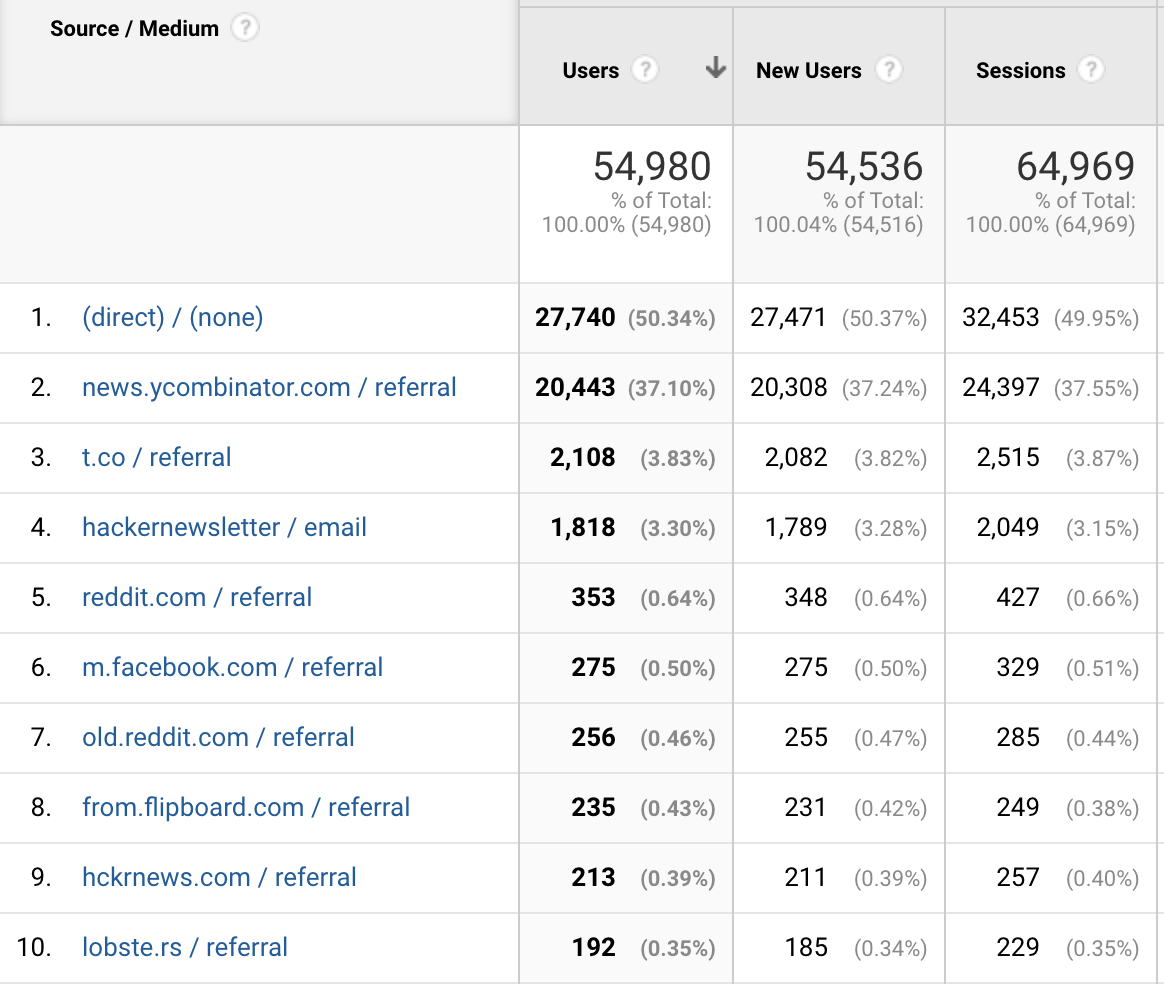 Source / Medium ?
Users ? New Users ? Sessions ?
54,980 54,536 64,969
% of Total: % of Total: % of Total:
100.00% (54,980) 100.04% (54,516) 100.00% (64,969)
1. (direct) / (none) 27,740 (50.34%) 27,471 (50.37%) 32,453 (49.95%)
2. news.ycombinator.com / referral 20,443 (37.10%) 20,308 (37.24%) 24,397 (37.55%)
3. t.co / referral 2,108 (3.83%) 2,082 (3.82%) 2,515 (3.87%)
4. hackernewsletter / email 1,818 (3.30%) 1,789 (3.28%) 2,049 (3.15%)
5. reddit.com / referral 353 (0.64%) 348 (0.64%) 427 (0.66%)
6. m.facebook.com / referral 275 (0.50%) 275 (0.50%) 329 (0.51%)
7. old.reddit.com / referral 256 (0.46%) 255 (0.47%) 285 (0.44%)
8. from.flipboard.com / referral 235 (0.43%) 231 (0.42%) 249 (0.38%)
9. hckrnews.com / referral 213 (0.39%) 211 (0.39%) 257 (0.40%)
10. lobste.rs / referral 192 (0.35%) 185 (0.34%) 229 (0.35%)